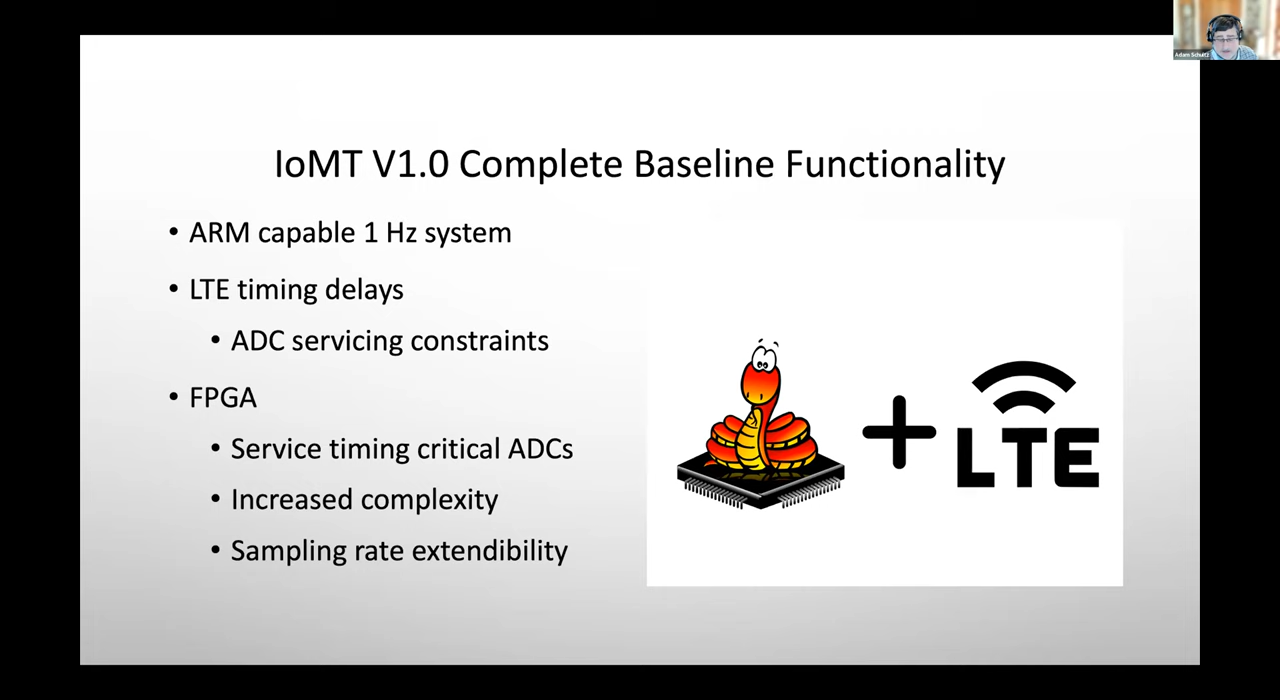 Adam Schultz
IoMT V1.0 Complete Baseline Functionality
• ARM capable 1 Hz system
• LTE timing delays
• ADC servicing constraints
• FPGA
• Service timing critical ADCs
• Increased complexity
• Sampling rate extendibility
+ LTE